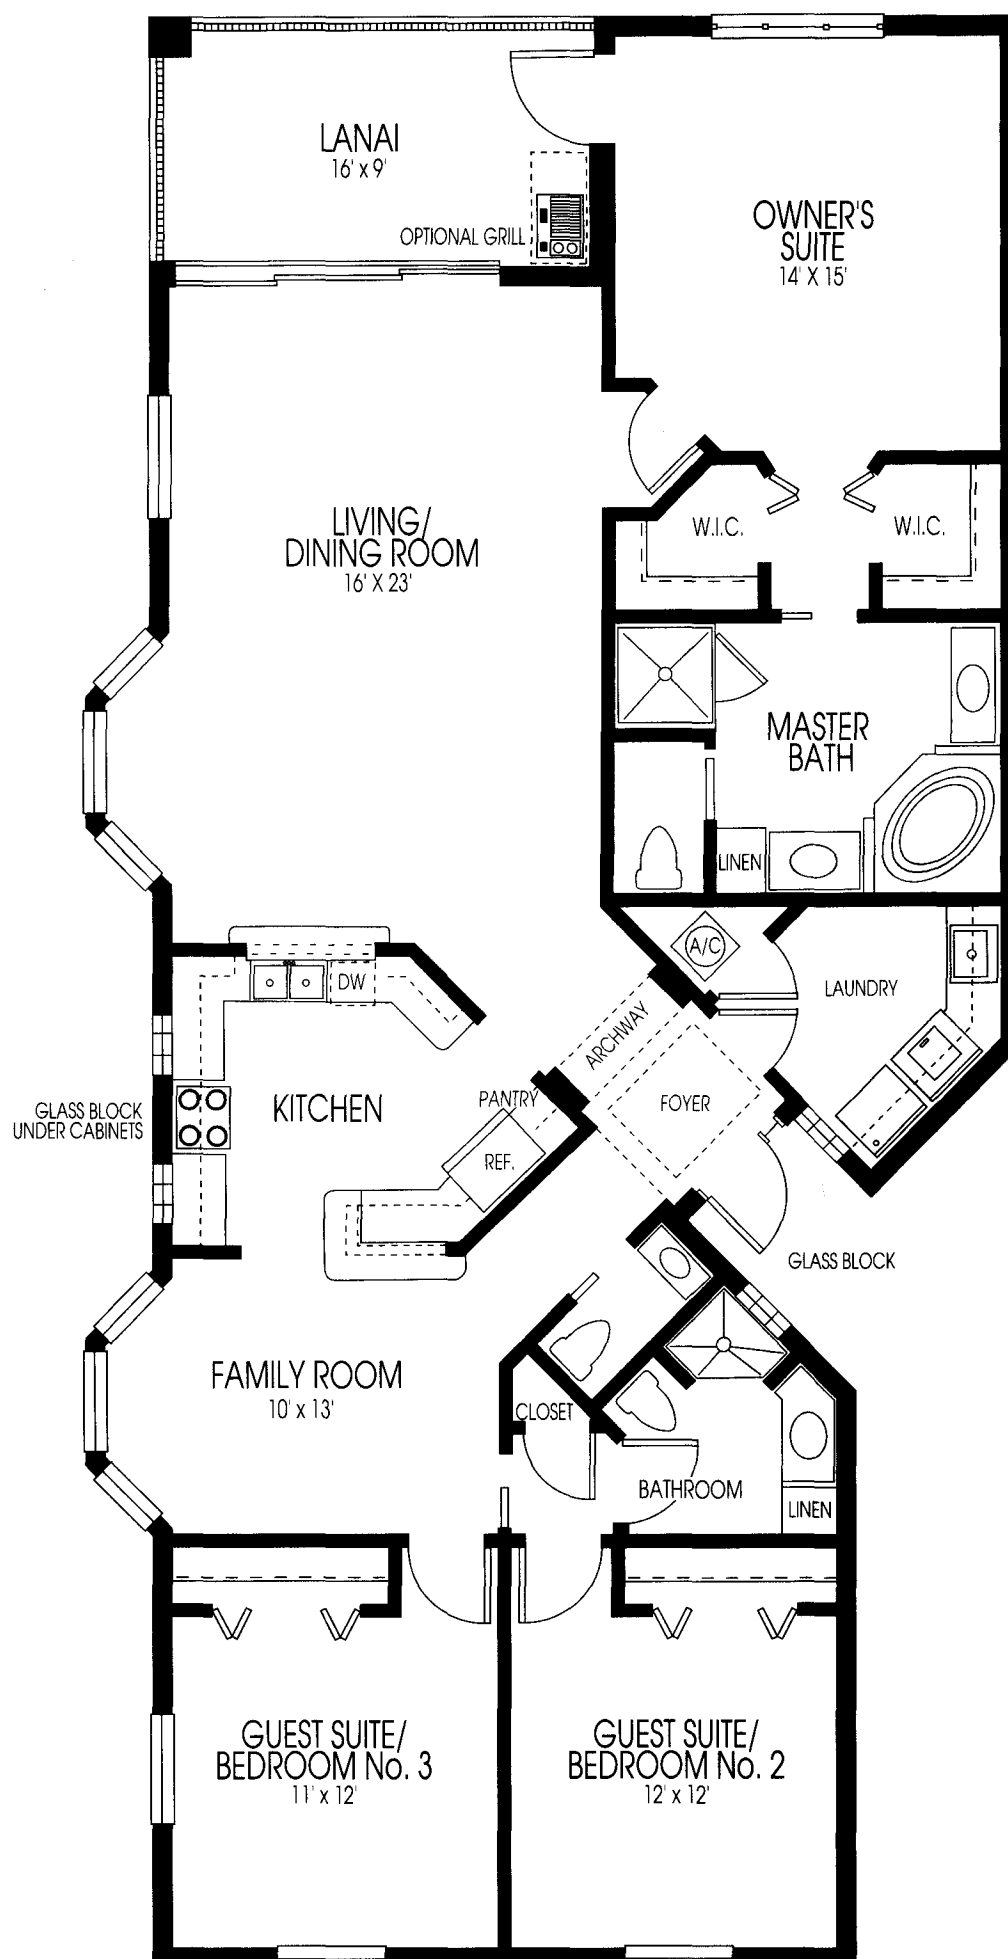 LANAI
16' x 9'
OPTIONAL GRILL
OWNER'S
SUITE
14' X 15'
LIVING/
DINING ROOM
16' X 23'
W.I.C.
W.I.C.
MASTER
BATH
LINEN
A/C
LAUNDRY
DW
ARCHWAY
FOYER
PANTRY
KITCHEN
GLASS BLOCK
UNDER CABINETS
REF.
GLASS BLOCK
FAMILY ROOM
10' x 13'
CLOSET
BATHROOM
LINEN
GUEST SUITE/
BEDROOM No. 3
11' x 12'
GUEST SUITE/
BEDROOM No. 2
12' x 12'